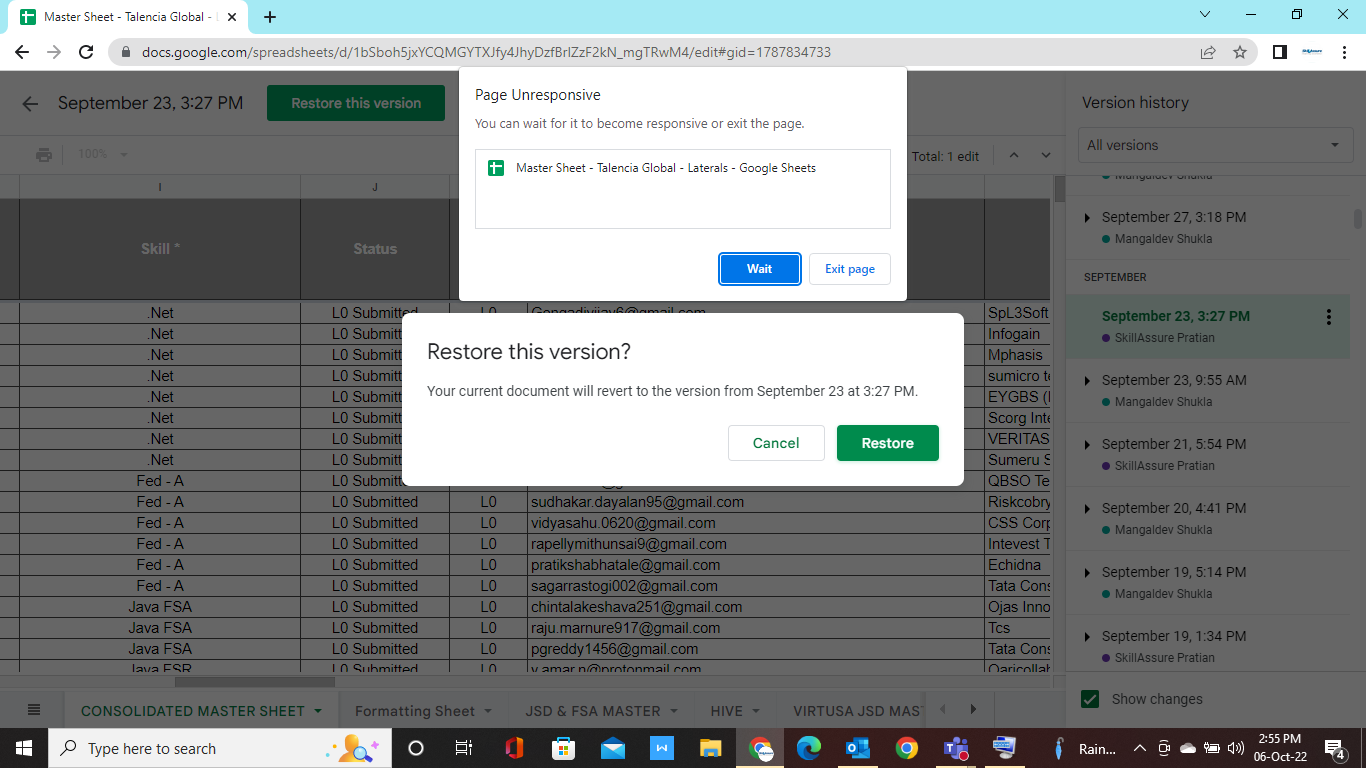 Master Sheet - Talencia Global -
docs.google.com/spreadsheets/d/1bSboh5jxYCQMGYTXJfy4JhyDzfBrlZzF2kN_mgTRwM4/edit#gid=1787834733
September 23, 3:27 PM
Restore this version
100%
Total: 1 edit
Page Unresponsive
You can wait for it to become responsive or exit the page.
Master Sheet - Talencia Global - Laterals - Google Sheets
Wait
Exit page
Restore this version?
Your current document will revert to the version from September 23 at 3:27 PM.
Cancel
Restore
I J
Skill * Status
.Net L0 Submitted L0 Gongadivijay6@gmail.com SpL3Soft
.Net L0 Submitt Infogain
.Net L0 Submitt Mphasis
.Net L0 Submitt sumicro te
.Net L0 Submitt EYGBS (I
.Net L0 Submitt Scorg Inte
.Net L0 Submitt VERITAS
.Net L0 Submitt Sumeru S
Fed - A L0 Submitt QBSO Te
Fed - A L0 Submitted L0 sudhakar.dayalan95@gmail.com Riskcobry
Fed - A L0 Submitted L0 vidyasahu.0620@gmail.com CSS Corp
Fed - A L0 Submitted L0 rapellymithunsai9@gmail.com Intevest T
Fed - A L0 Submitted L0 pratikshabhatale@gmail.com Echidna
Fed - A L0 Submitted L0 sagarrastogi002@gmail.com Tata Cons
Java FSA L0 Submitted L0 chintalakeshava251@gmail.com Ojas Inno
Java FSA L0 Submitted L0 raju.marnure917@gmail.com Tcs
Java FSA L0 Submitted L0 pgreddy1456@gmail.com Tata Cons
Java FSR L0 Submitted L0 v.amar.n@protonmail.com Qaricollab
Version history
All versions
Mangaldev Shukla
September 27, 3:18 PM
Mangaldev Shukla
SEPTEMBER
September 23, 3:27 PM
SkillAssure Pratian
September 23, 9:55 AM
Mangaldev Shukla
September 21, 5:54 PM
SkillAssure Pratian
September 20, 4:41 PM
Mangaldev Shukla
September 19, 5:14 PM
Mangaldev Shukla
September 19, 1:34 PM
SkillAssure Pratian
Show changes
CONSOLIDATED MASTER SHEET Formatting Sheet JSD & FSA MASTER HIVE VIRTUSA JSD MAST
Type here to search
Rain...
2:55 PM
06-Oct-22
4